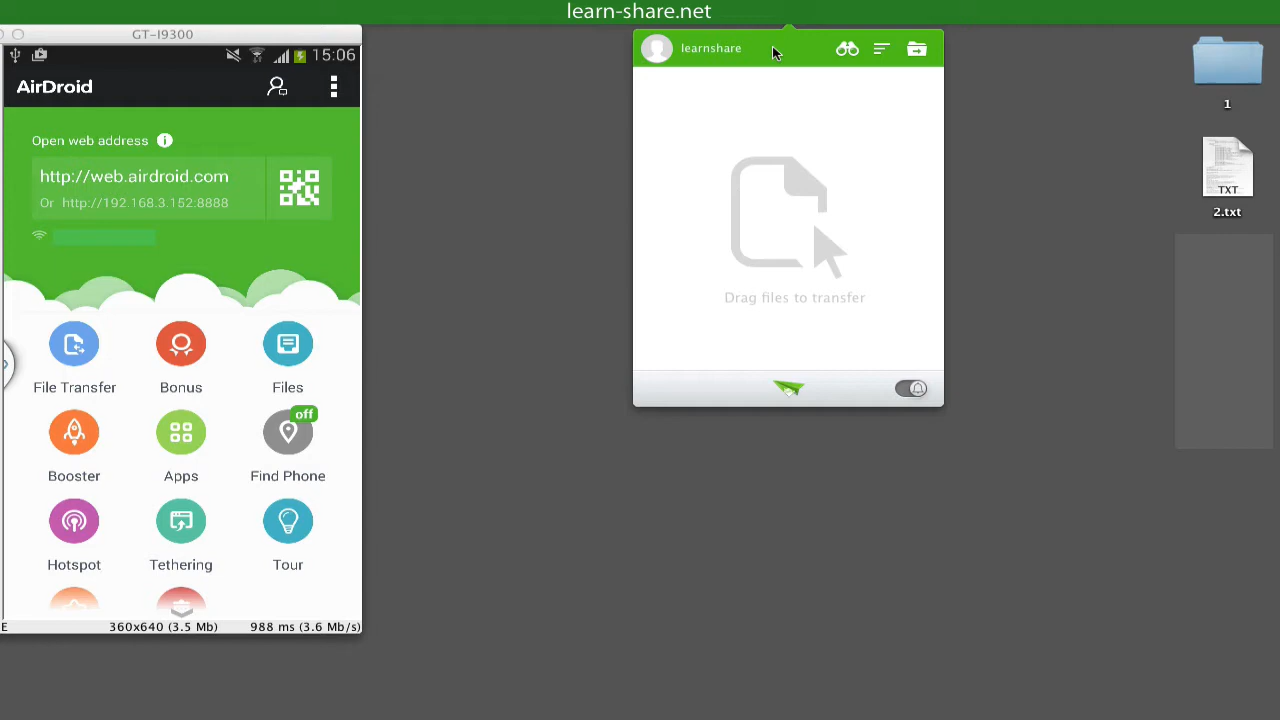 learn-share.net
GT-I9300
15:06
AirDroid
Open web address i
http://web.airdroid.com
Or http://192.168.3.152:8888
File Transfer
Bonus
Files
off
Booster
Apps
Find Phone
Hotspot
Tethering
Tour
E 360x640 (3.5 Mb) 988 ms (3.6 Mb/s)
learnshare
Drag files to transfer
1
TXT
2.txt